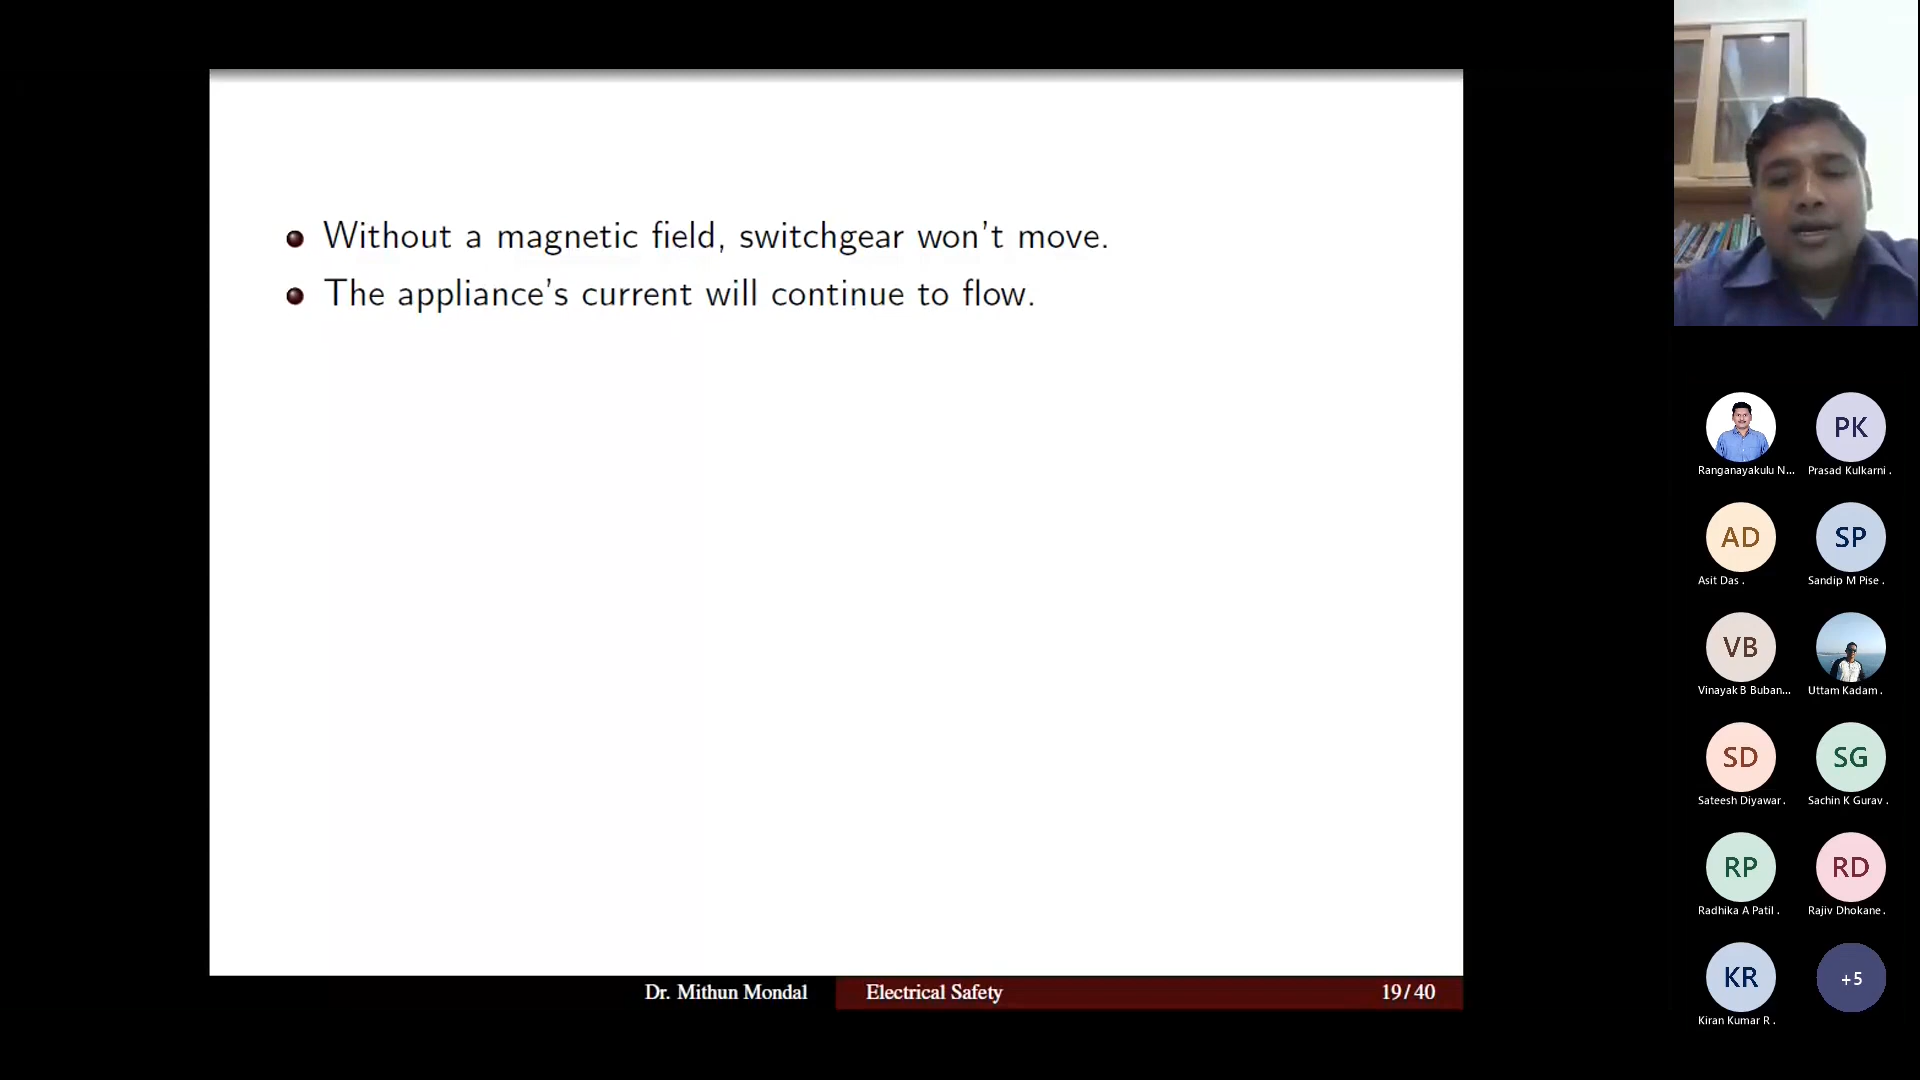 Without a magnetic field, switchgear won't move.
The appliance's current will continue to flow.
Dr. Mithun Mondal
Electrical Safety
19/40
Ranganayakulu N...
PK
Prasad Kulkarni .
AD
Asit Das .
SP
Sandip M Pise .
VB
Vinayak B Buban...
Uttam Kadam .
SD
Sateesh Diyawar .
SG
Sachin K Gurav .
RP
Radhika A Patil .
RD
Rajiv Dhokane .
KR
Kiran Kumar R .
+5